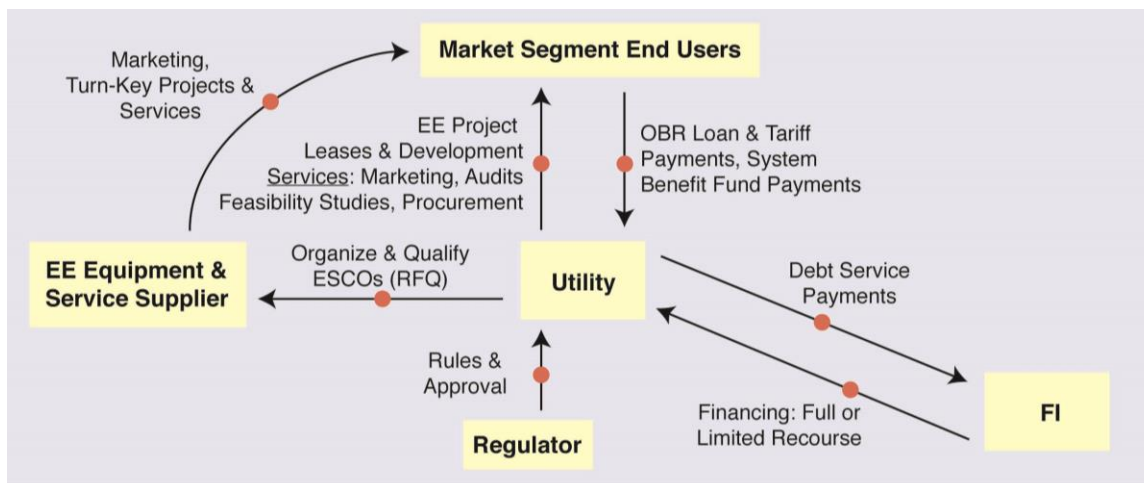 Market Segment End Users
Marketing,
Turn-Key Projects &
Services
EE Project
Leases & Development
Services: Marketing, Audits
Feasibility Studies, Procurement
OBR Loan & Tariff
Payments, System
Benefit Fund Payments
EE Equipment &
Service Supplier
Organize & Qualify
ESCOs (RFQ)
Utility
Debt Service
Payments
Rules &
Approval
Financing: Full or
Limited Recourse
FI
Regulator